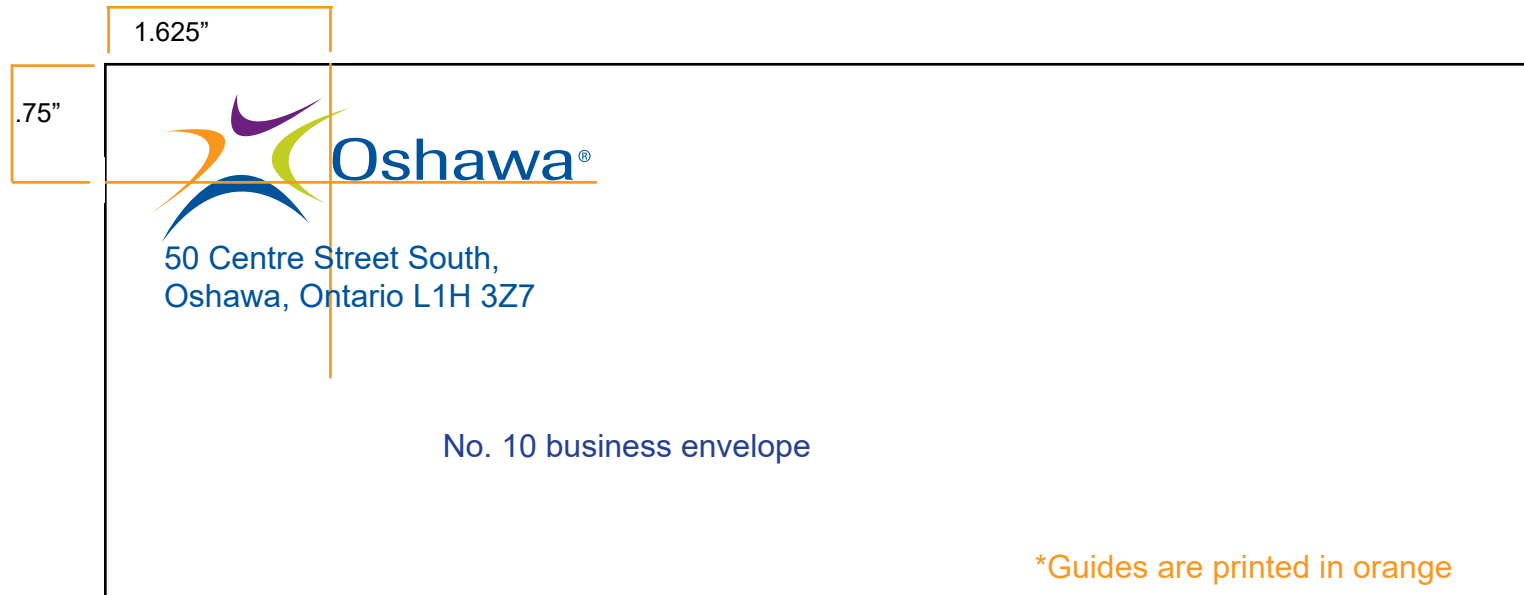 1.625”
.75”
Oshawa®
50 Centre Street South,
Oshawa, Ontario L1H 3Z7
No. 10 business envelope
*Guides are printed in orange